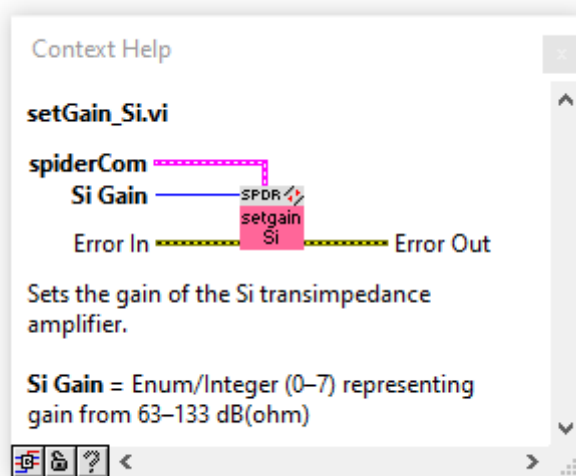 Context Help
x
setGain_Si.vi
spiderCom
Si Gain
SPDR
setgain
Si
Error In
Error Out
Sets the gain of the Si transimpedance
amplifier.
Si Gain = Enum/Integer (0–7) representing
gain from 63–133 dB(ohm)
?